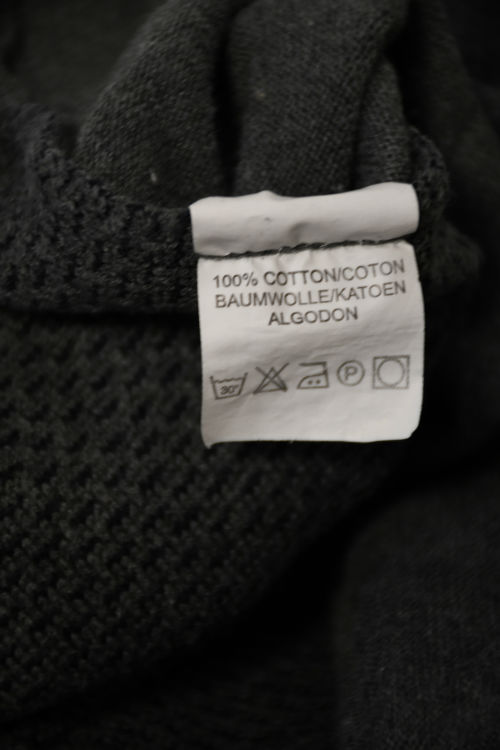 100% COTTON/COTON
BAUMWOLLE/KATOEN
ALGODON
30° P